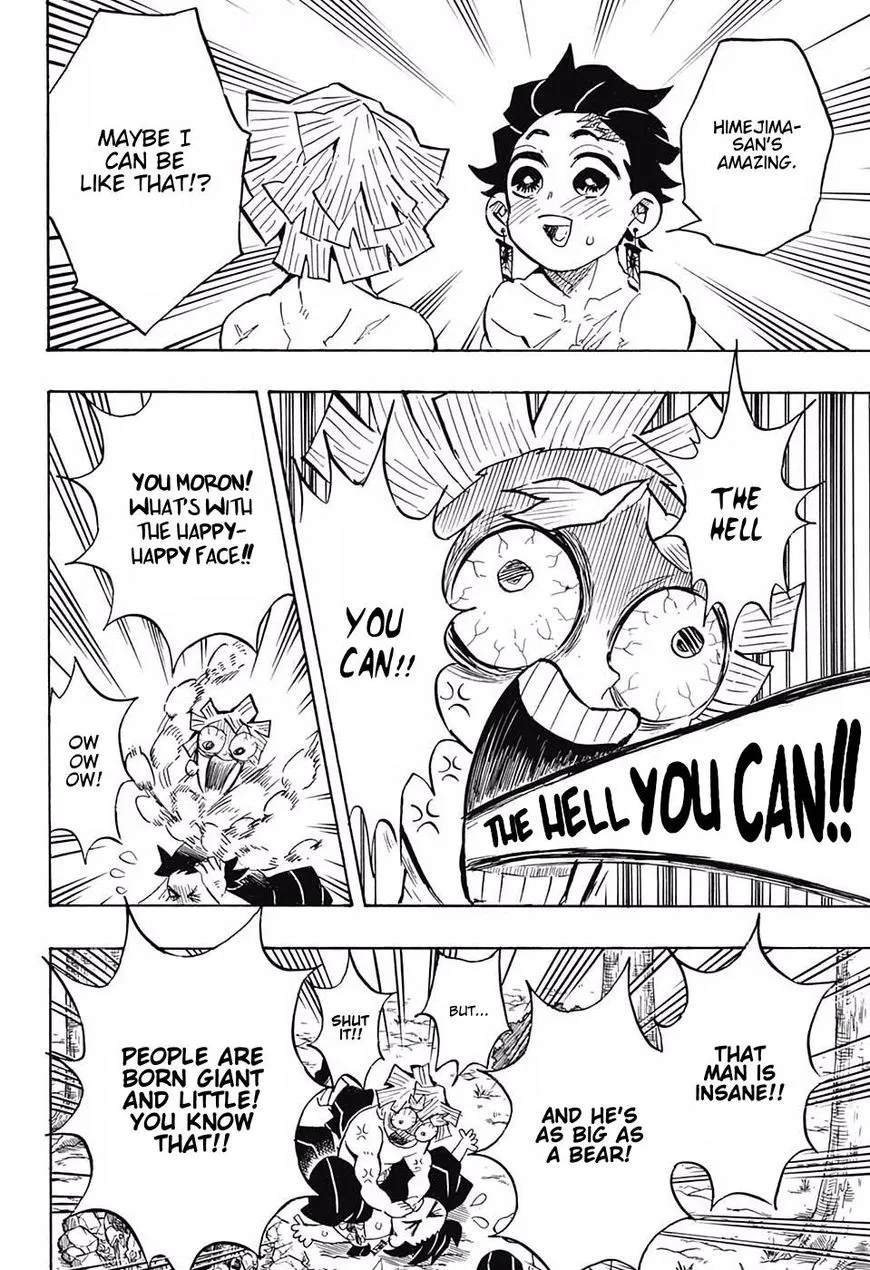 HIMEJIMA-
SAN'S
AMAZING.
MAYBE I
CAN BE
LIKE THAT!?
THE
HELL
YOU
CAN!!
THE HELL YOU CAN!!
YOU MORON!
WHAT'S WITH
THE HAPPY-
HAPPY FACE!!
OW
OW
OW!
THAT
MAN IS
INSANE!!
AND HE'S
AS BIG AS
A BEAR!
BUT...
SHUT
IT!!
PEOPLE ARE
BORN GIANT
AND LITTLE!
YOU KNOW
THAT!!